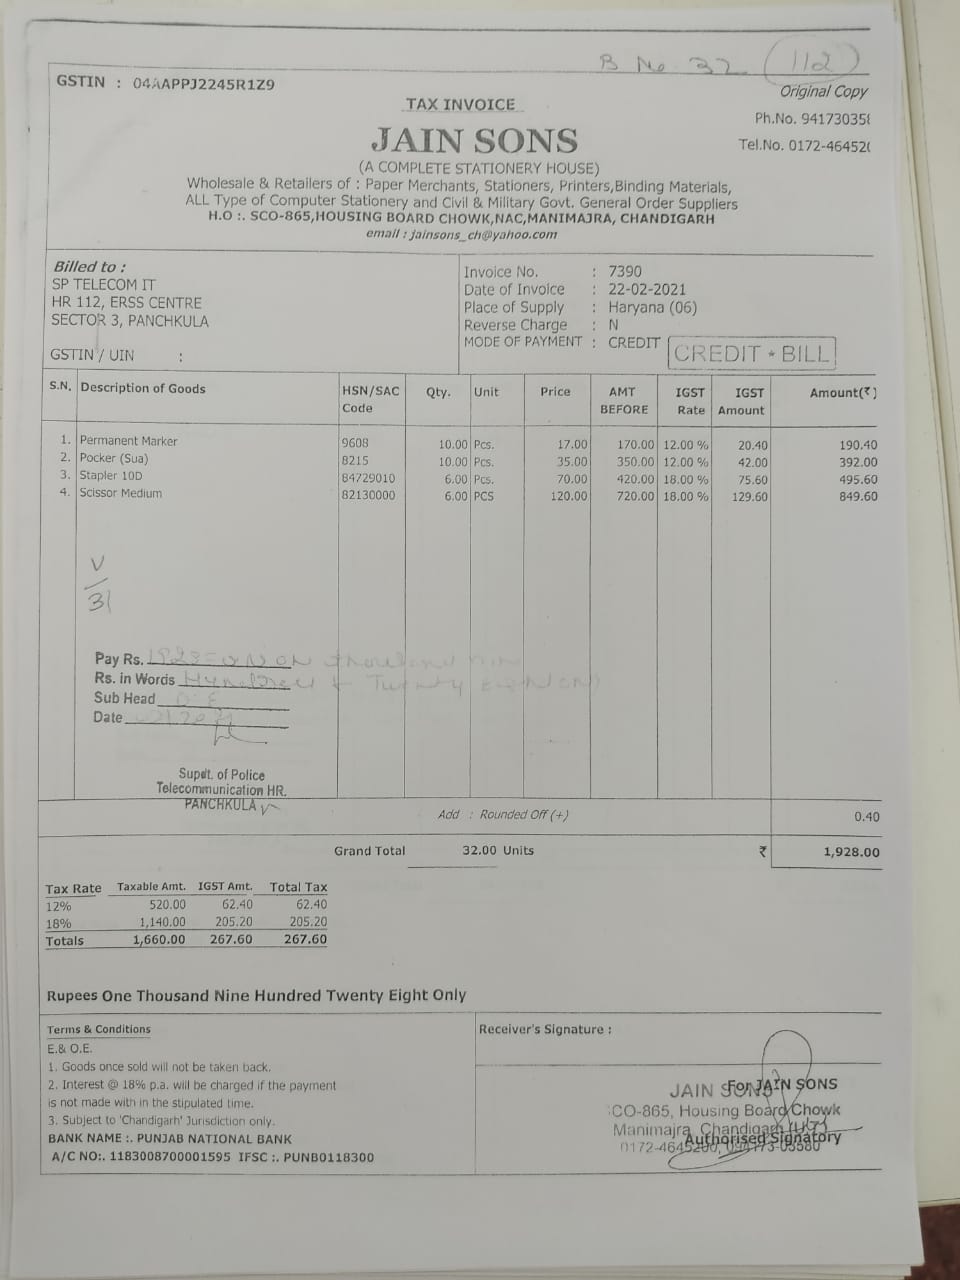 B No 32 112
GSTIN : 04AAPPJ2245R1Z9
Original Copy
TAX INVOICE
Ph.No. 94173035
JAIN SONS
Tel.No. 0172-46452
(A COMPLETE STATIONERY HOUSE)
Wholesale & Retailers of : Paper Merchants, Stationers, Printers,Binding Materials,
ALL Type of Computer Stationery and Civil & Military Govt. General Order Suppliers
H.O :. SCO-865,HOUSING BOARD CHOWK,NAC,MANIMAJRA, CHANDIGARH
email : jainsons_ch@yahoo.com
Billed to :
SP TELECOM IT
HR 112, ERSS CENTRE
SECTOR 3, PANCHKULA
GSTIN / UIN :
Invoice No. : 7390
Date of Invoice : 22-02-2021
Place of Supply : Haryana (06)
Reverse Charge : N
MODE OF PAYMENT : CREDIT
CREDIT * BILL
S.N. Description of Goods HSN/SAC Code Qty. Unit Price AMT BEFORE IGST Rate IGST Amount Amount(₹)
1. Permanent Marker 9608 10.00 Pcs. 17.00 170.00 12.00 % 20.40 190.40
2. Pocker (Sua) 8215 10.00 Pcs. 35.00 350.00 12.00 % 42.00 392.00
3. Stapler 10D 84729010 6.00 Pcs. 70.00 420.00 18.00 % 75.60 495.60
4. Scissor Medium 82130000 6.00 PCS 120.00 720.00 18.00 % 129.60 849.60
V
31
Pay Rs. 1928
Rs. in Words Hundred & Twenty Eight
Sub Head
Date
Supdt. of Police
Telecommunication HR.
PANCHKULA
Add : Rounded Off (+) 0.40
Grand Total 32.00 Units ₹ 1,928.00
Tax Rate Taxable Amt. IGST Amt. Total Tax
12% 520.00 62.40 62.40
18% 1,140.00 205.20 205.20
Totals 1,660.00 267.60 267.60
Rupees One Thousand Nine Hundred Twenty Eight Only
Terms & Conditions
E.& O.E.
1. Goods once sold will not be taken back.
2. Interest @ 18% p.a. will be charged if the payment
is not made with in the stipulated time.
3. Subject to 'Chandigarh' Jurisdiction only.
BANK NAME :. PUNJAB NATIONAL BANK
A/C NO:. 1183008700001595 IFSC :. PUNB0118300
Receiver's Signature :
For JAIN SONS
JAIN SONS
SCO-865, Housing Board Chowk
Manimajra, Chandigarh (U.T.)
Authorised Signatory